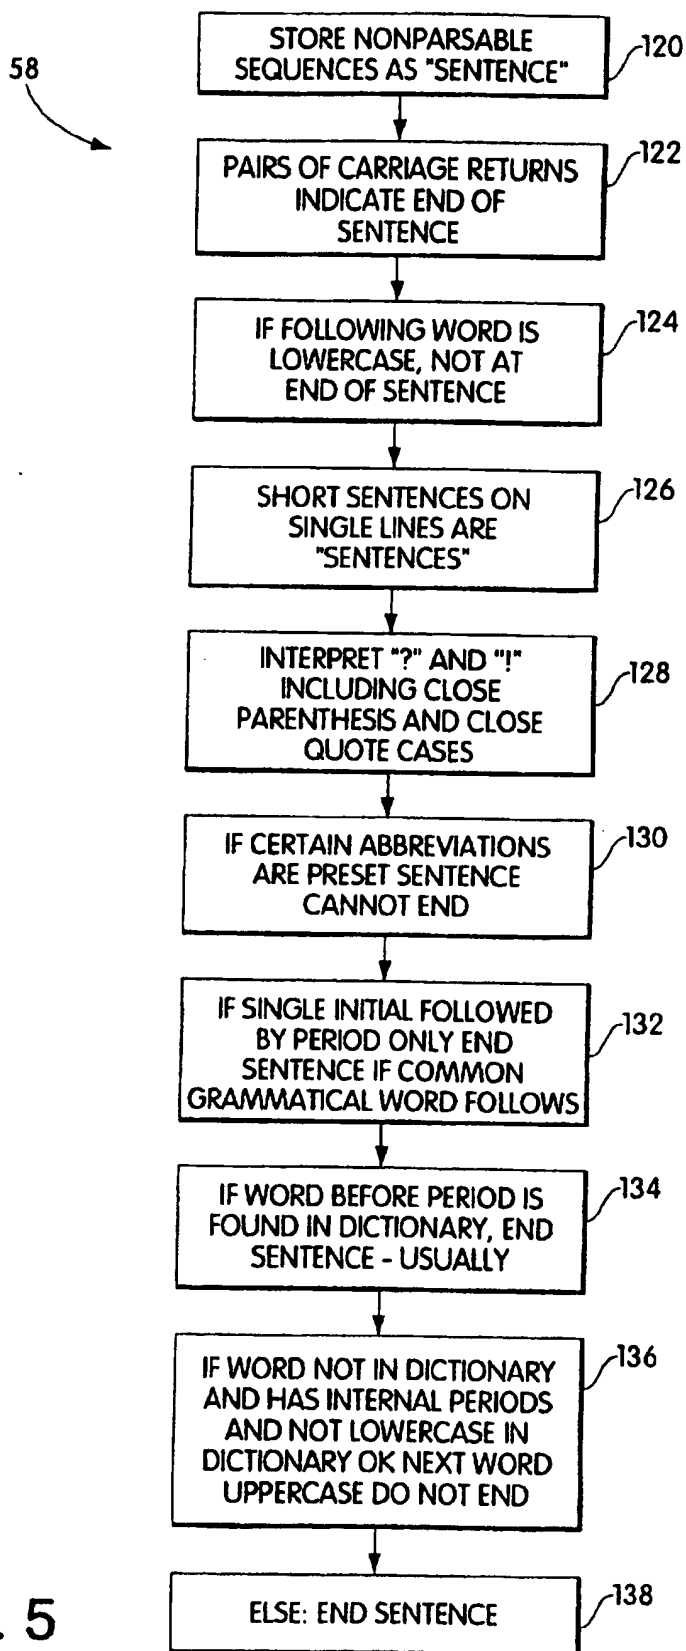 58
STORE NONPARSABLE
SEQUENCES AS "SENTENCE"
120
PAIRS OF CARRIAGE RETURNS
INDICATE END OF
SENTENCE
122
IF FOLLOWING WORD IS
LOWERCASE, NOT AT
END OF SENTENCE
124
SHORT SENTENCES ON
SINGLE LINES ARE
"SENTENCES"
126
INTERPRET "?" AND "!"
INCLUDING CLOSE
PARENTHESIS AND CLOSE
QUOTE CASES
128
IF CERTAIN ABBREVIATIONS
ARE PRESET SENTENCE
CANNOT END
130
IF SINGLE INITIAL FOLLOWED
BY PERIOD ONLY END
SENTENCE IF COMMON
GRAMMATICAL WORD FOLLOWS
132
IF WORD BEFORE PERIOD IS
FOUND IN DICTIONARY, END
SENTENCE - USUALLY
134
IF WORD NOT IN DICTIONARY
AND HAS INTERNAL PERIODS
AND NOT LOWERCASE IN
DICTIONARY OK NEXT WORD
UPPERCASE DO NOT END
136
ELSE: END SENTENCE
138
. 5